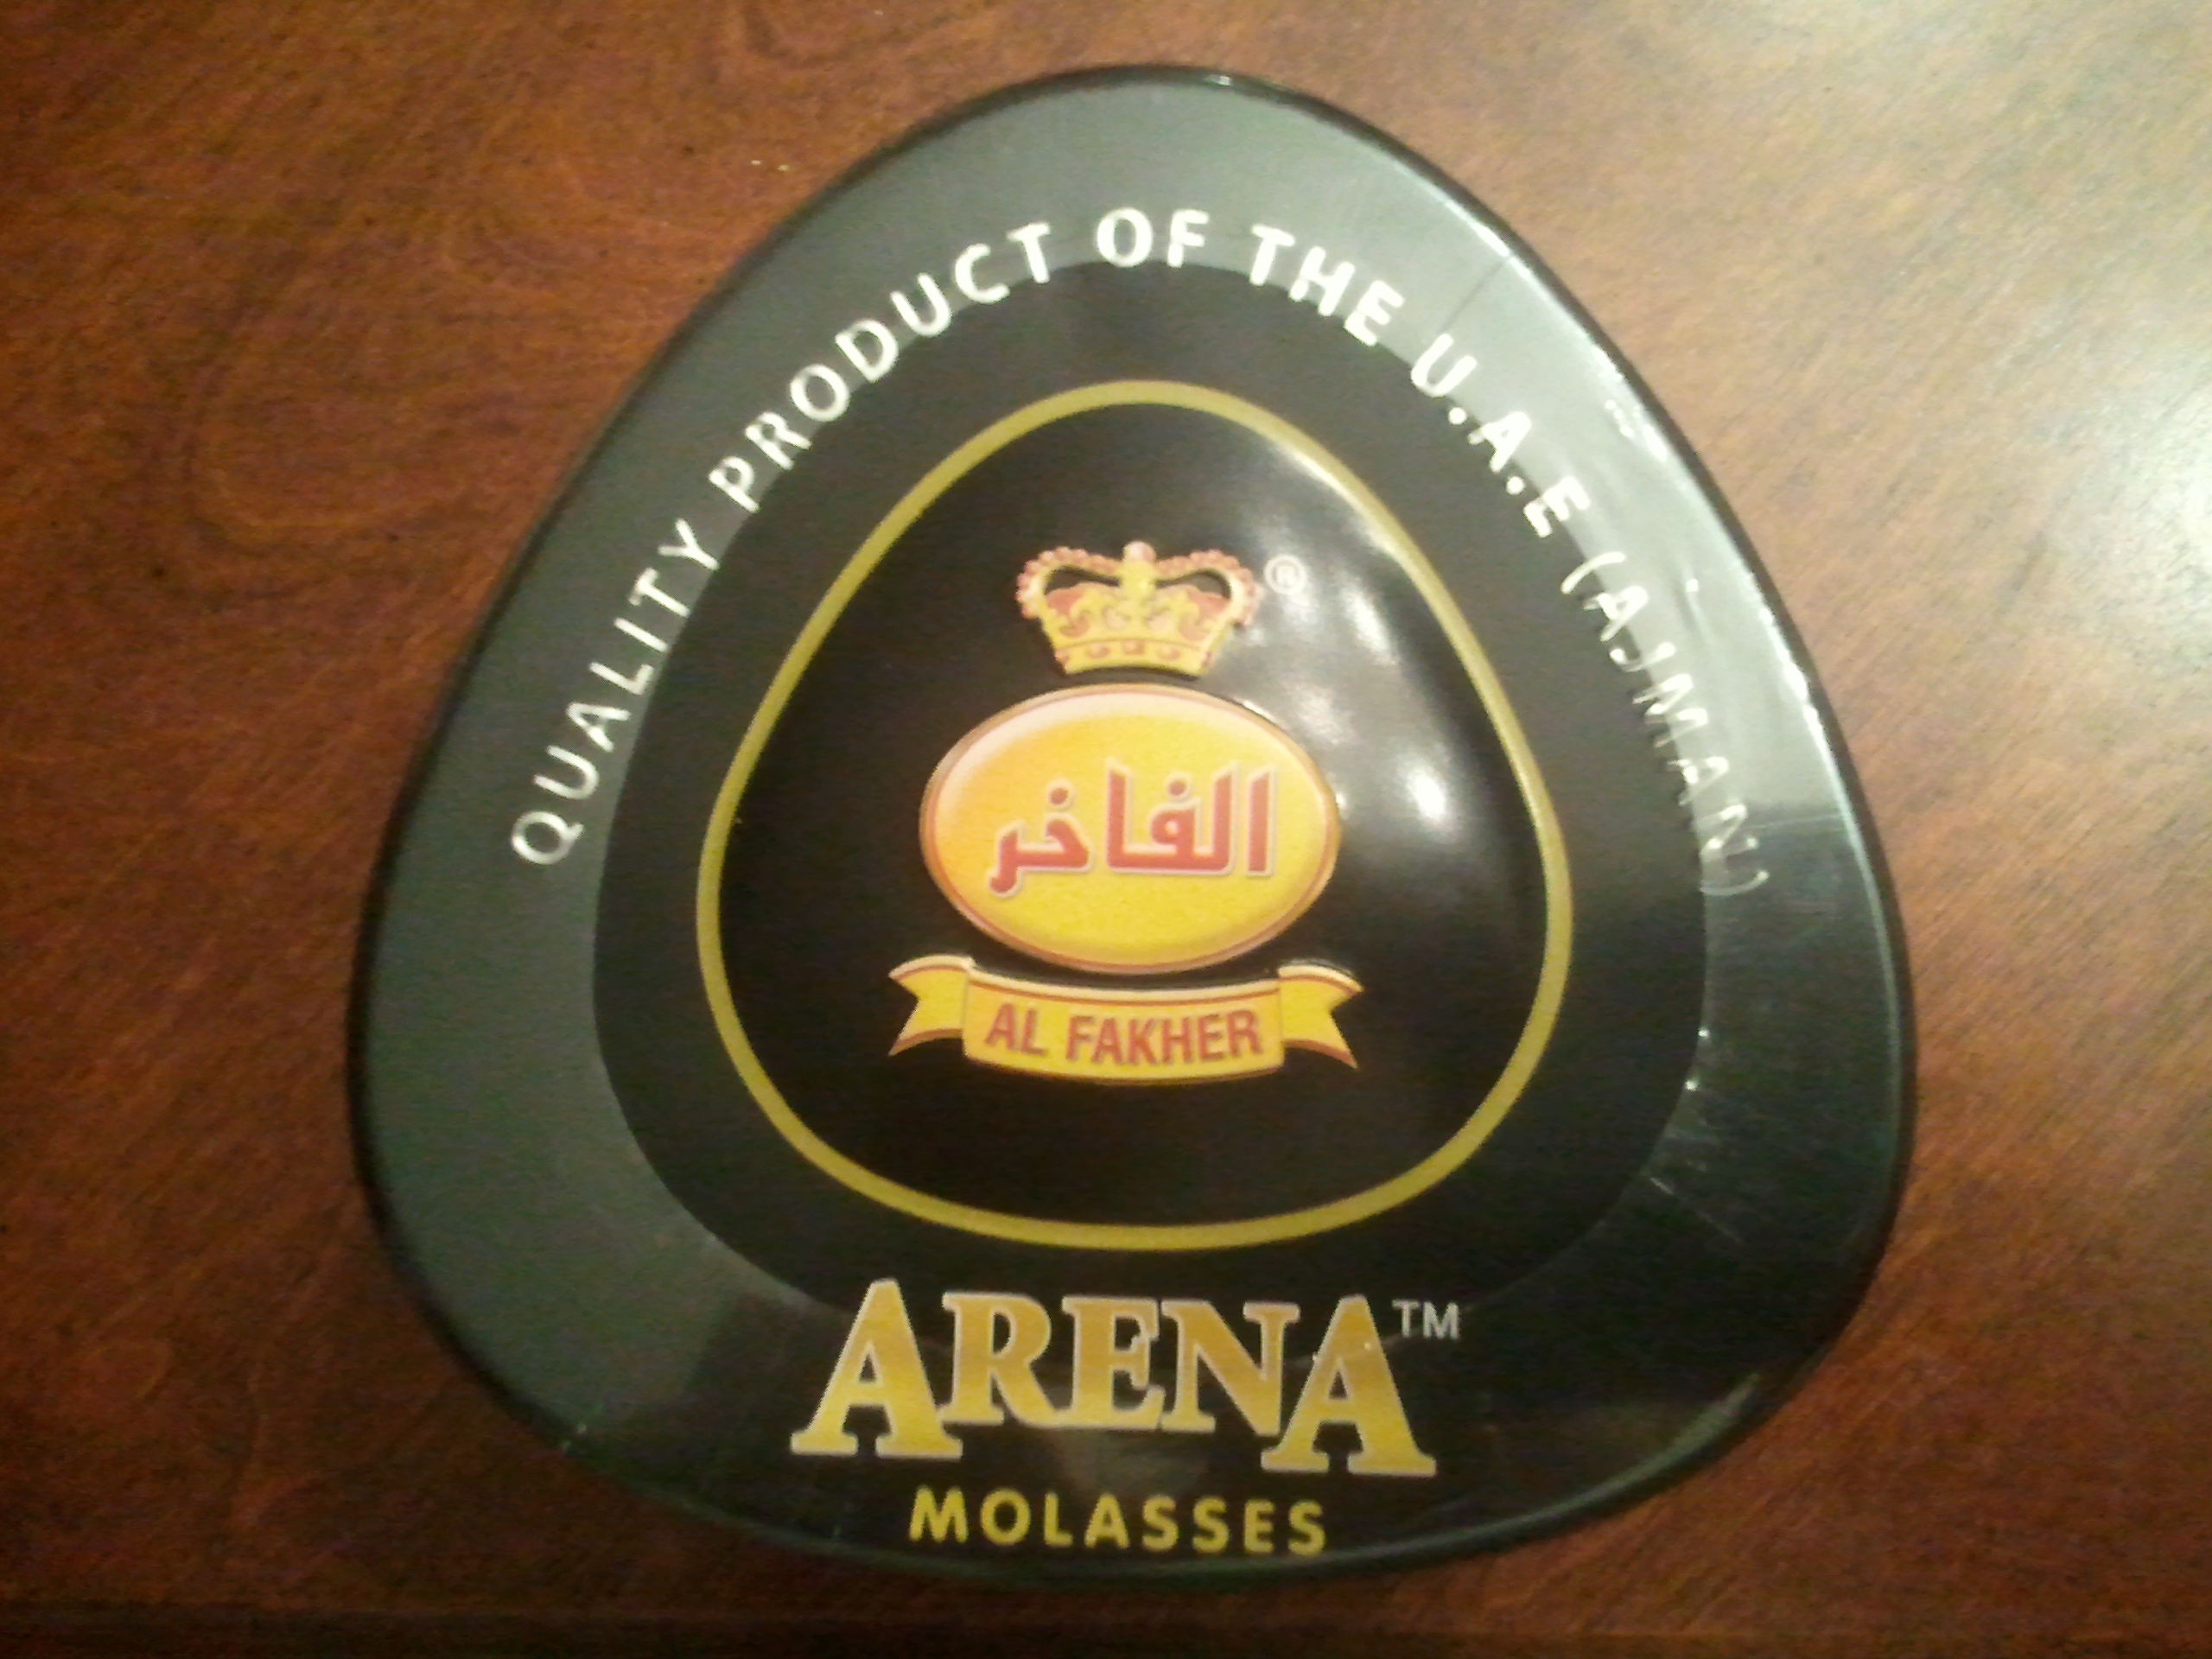 QUALITY PRODUCT OF THE U.A.E (AJMAN)
®
الفاخر
AL FAKHER
ARENA™
MOLASSES